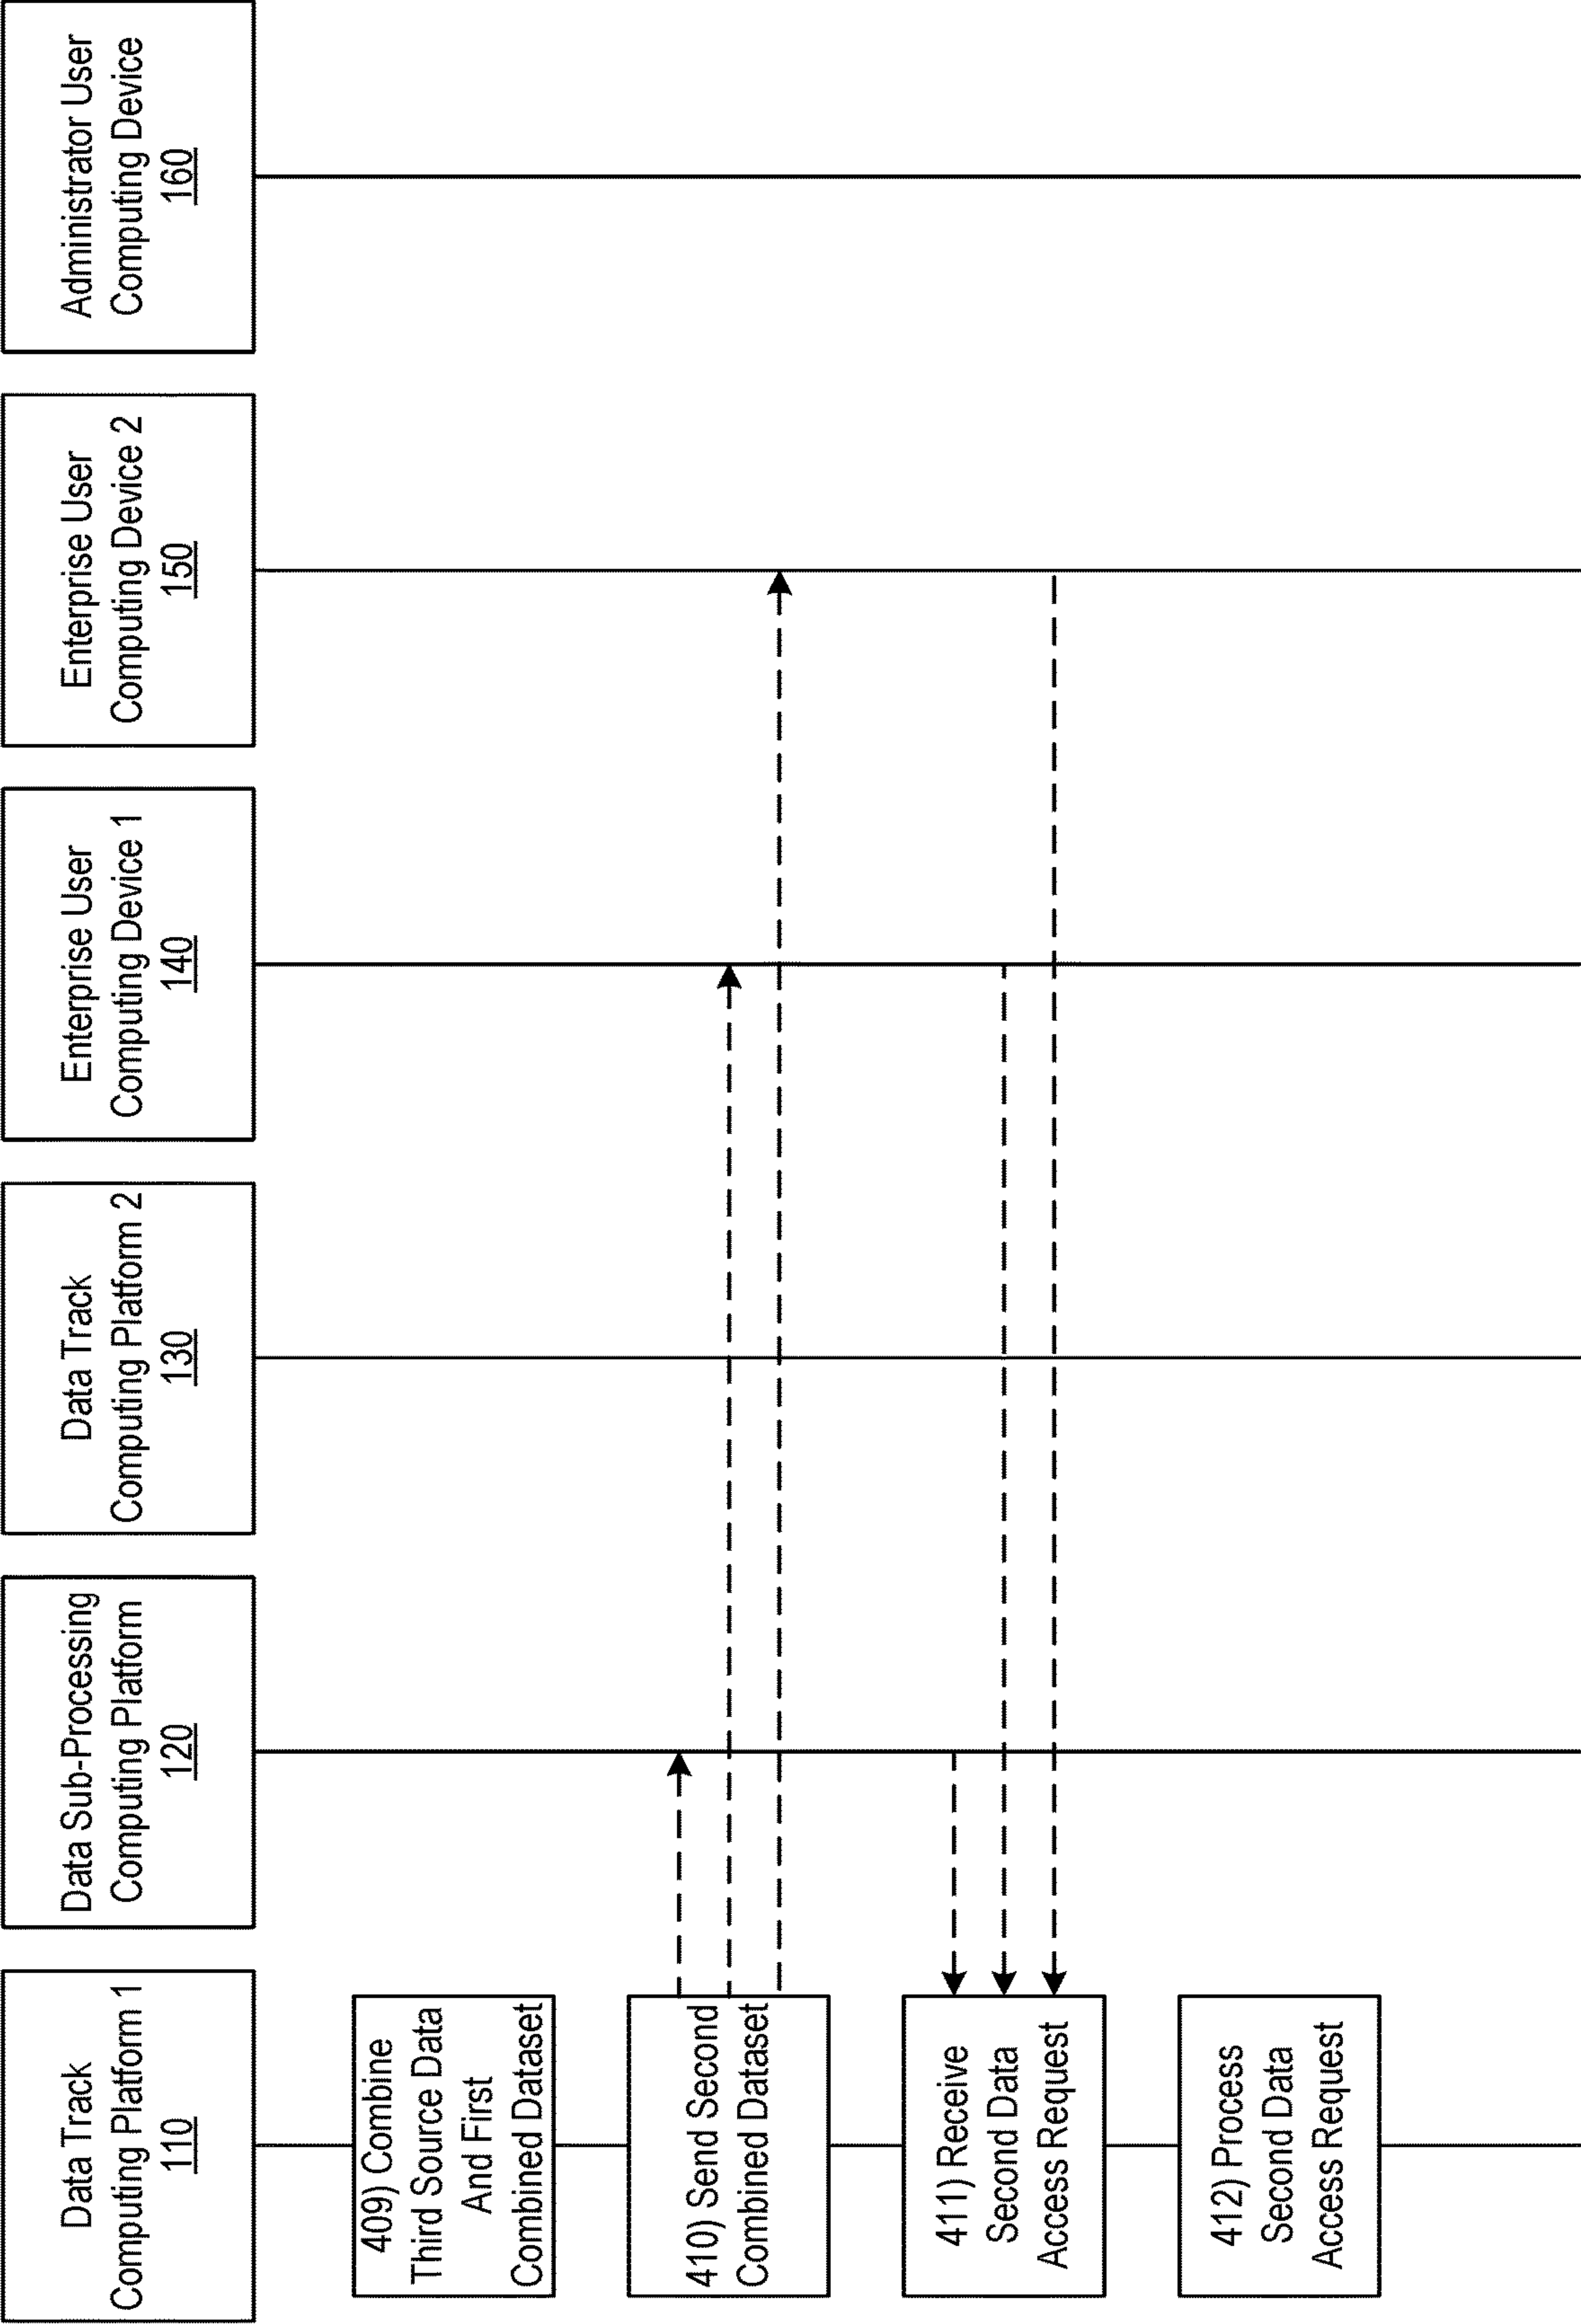 Data Track
Computing Platform 1
110
Data Sub-Processing
Computing Platform
120
Data Track
Computing Platform 2
130
Enterprise User
Computing Device 1
140
Enterprise User
Computing Device 2
150
Administrator User
Computing Device
160
409) Combine
Third Source Data
And First
Combined Dataset
410) Send Second
Combined Dataset
411) Receive
Second Data
Access Request
412) Process
Second Data
Access Request